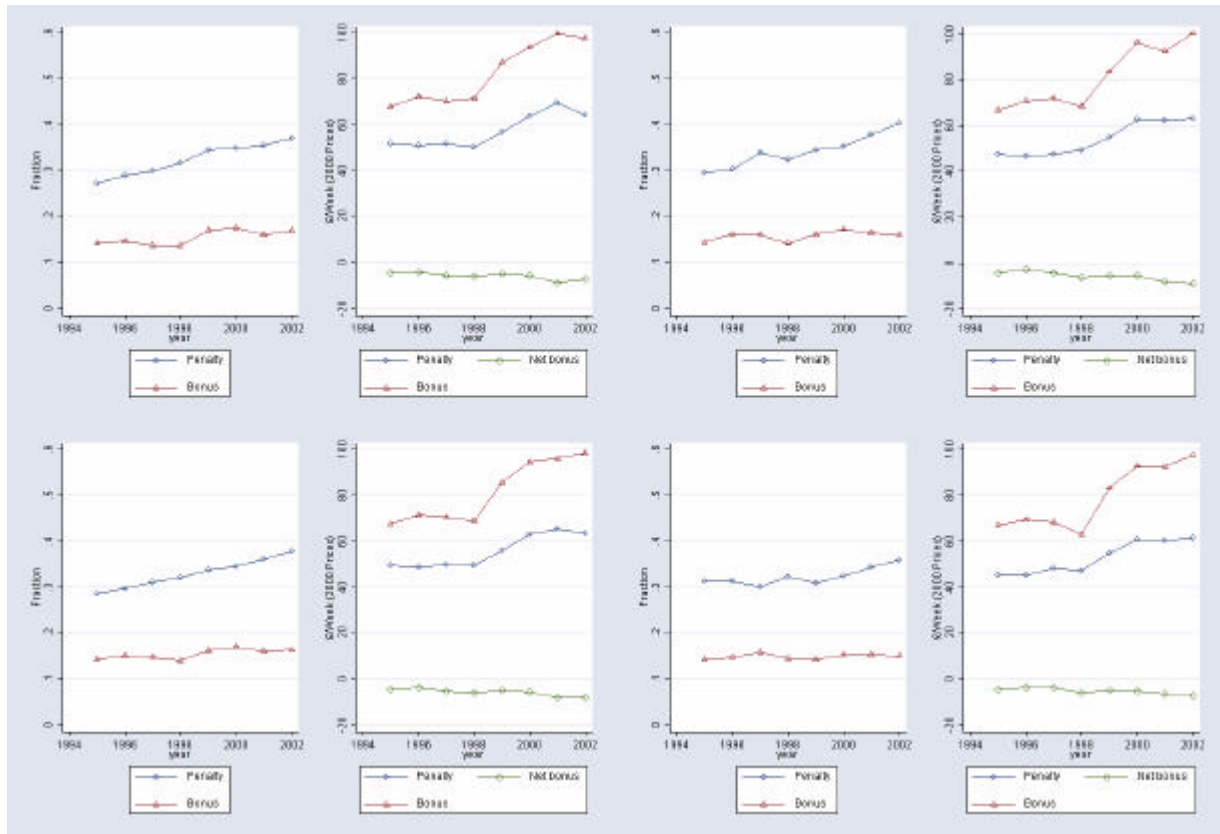 Fraction
0 .1 .2 .3 .4 .5 .6
1994 1996 1998 2000 2002
year
Penalty
Bonus
£/Week (2000 Prices)
-20 0 20 40 60 80 100
1994 1996 1998 2000 2002
year
Penalty Net bonus
Bonus
Fraction
0 .1 .2 .3 .4 .5 .6
1994 1996 1998 2000 2002
year
Penalty
Bonus
£/Week (2000 Prices)
-20 0 20 40 60 80 100
1994 1996 1998 2000 2002
year
Penalty Net bonus
Bonus
Fraction
0 .1 .2 .3 .4 .5 .6
1994 1996 1998 2000 2002
year
Penalty
Bonus
£/Week (2000 Prices)
-20 0 20 40 60 80 100
1994 1996 1998 2000 2002
year
Penalty Net bonus
Bonus
Fraction
0 .1 .2 .3 .4 .5 .6
1994 1996 1998 2000 2002
year
Penalty
Bonus
£/Week (2000 Prices)
-20 0 20 40 60 80 100
1994 1996 1998 2000 2002
year
Penalty Net bonus
Bonus